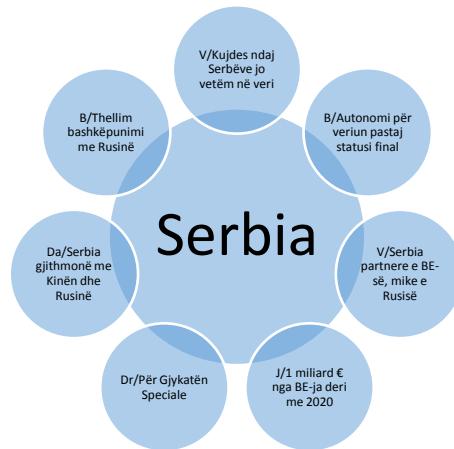 V/Kujdes ndaj
Serbëve jo
vetëm në veri
B/Autonomi për
veriun pastaj
statusi final
V/Serbia
partnere e BE-
së, mike e
Rusisë
J/1 miliard €
nga BE-ja deri
me 2020
Dr/Për Gjykatën
Speciale
Da/Serbia
gjithmonë me
Kinën dhe
Rusinë
B/Thellim
bashkëpunimi
me Rusinë
Serbia